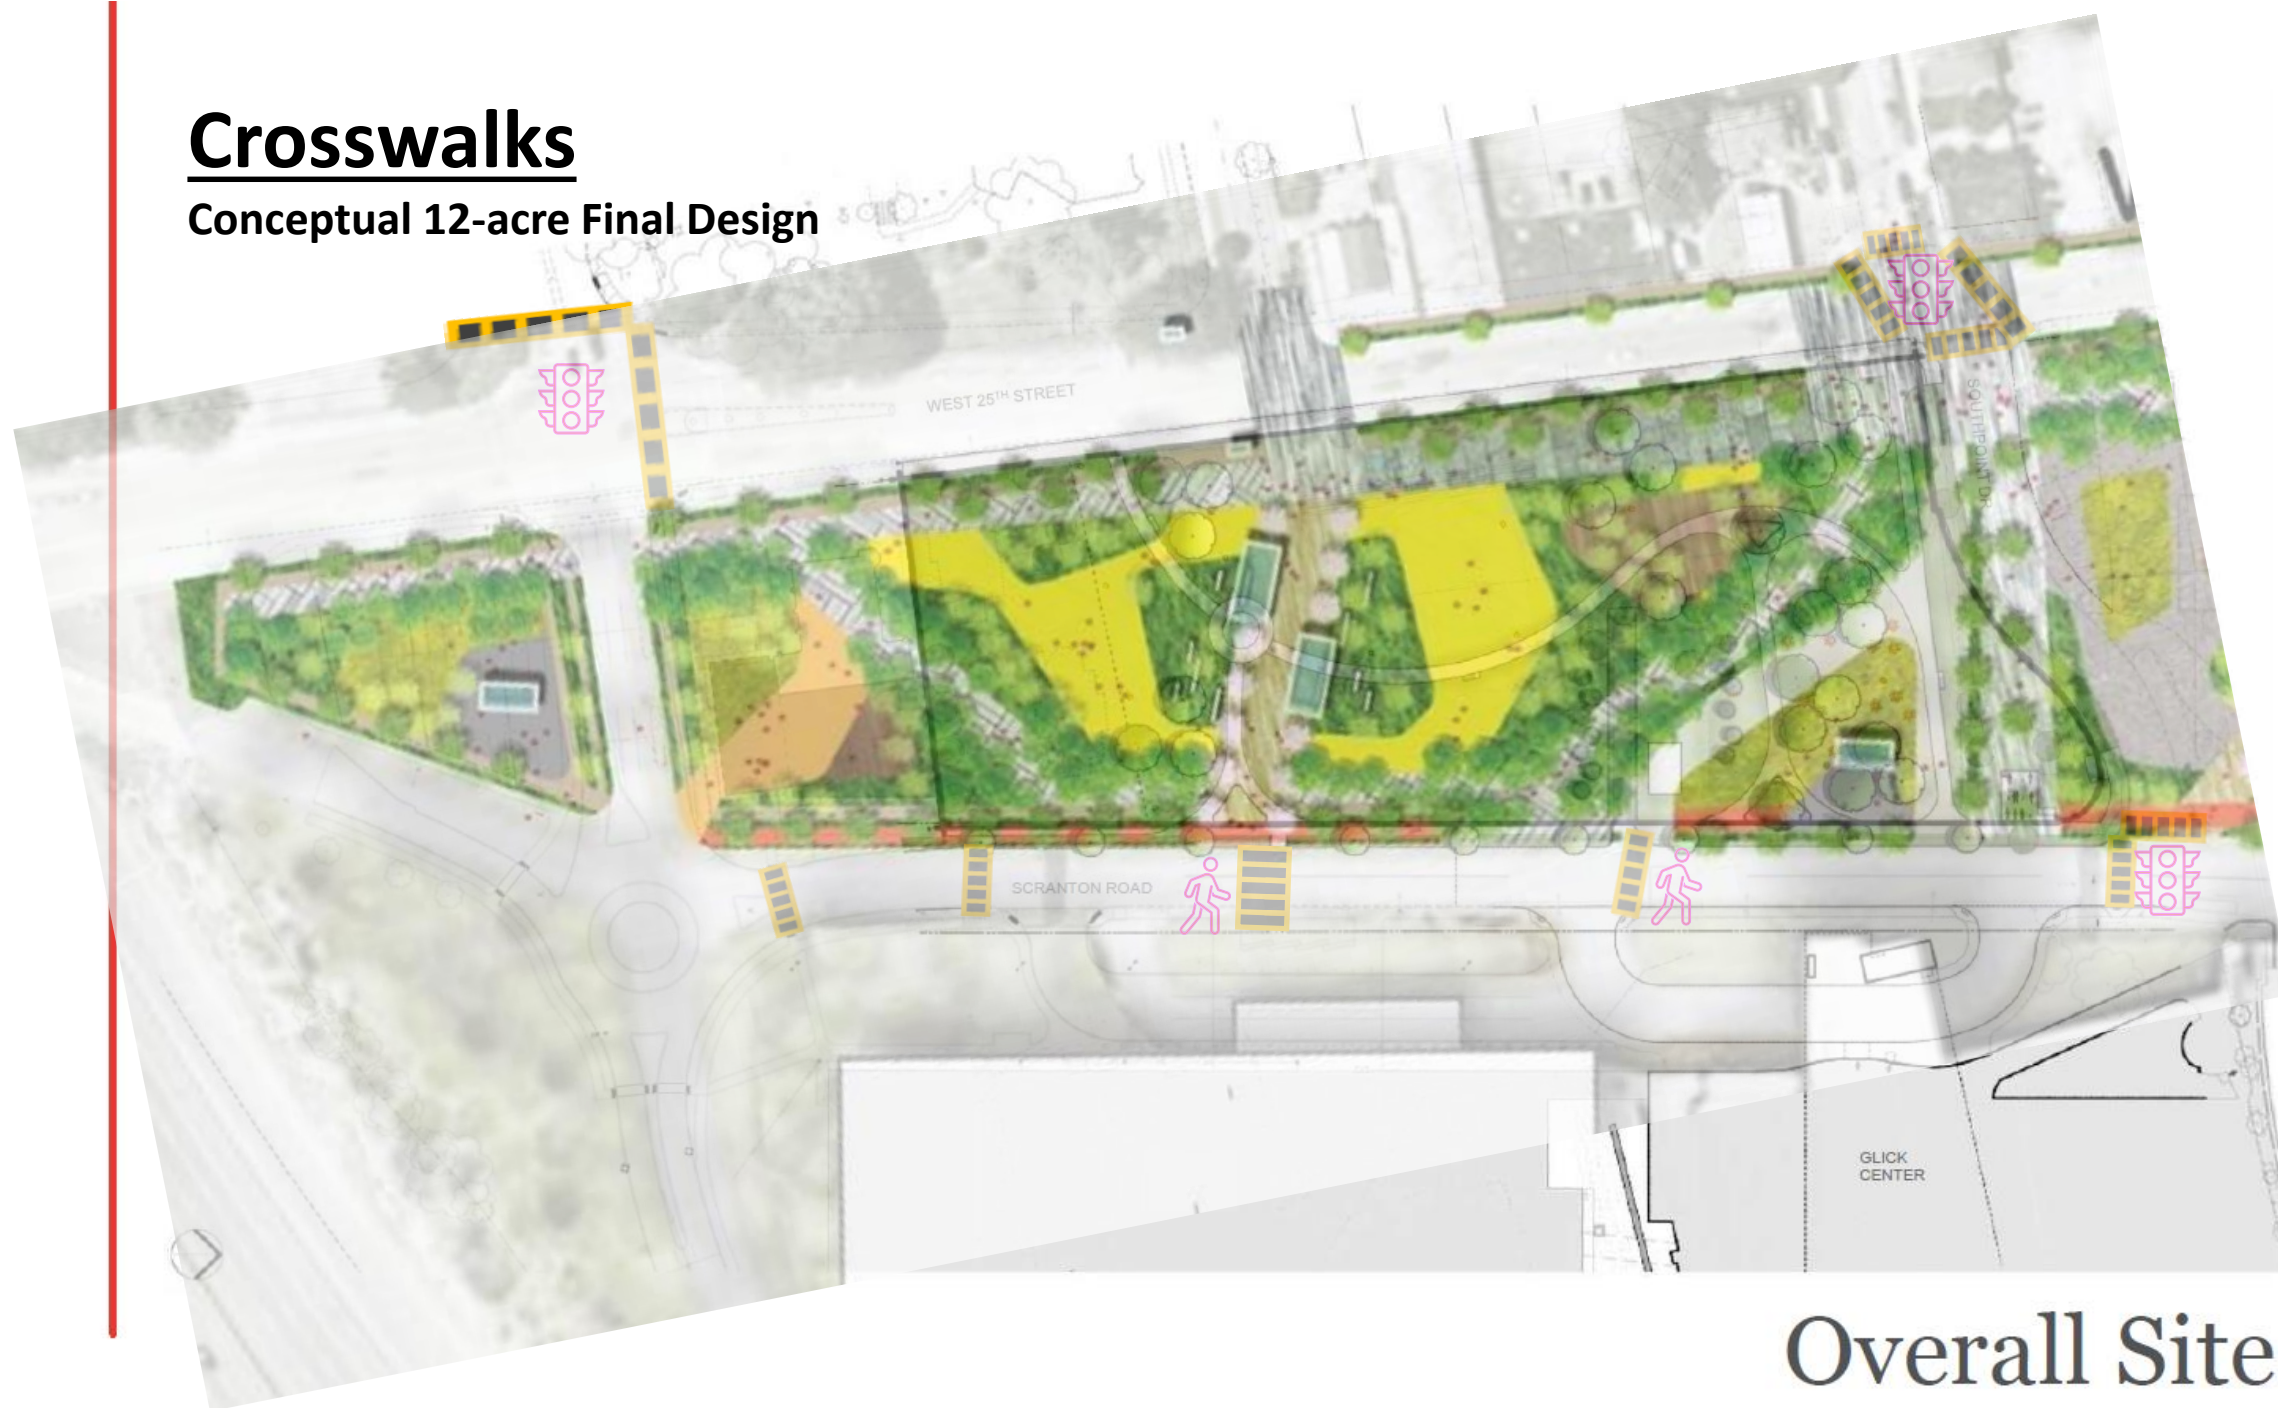 Crosswalks
Conceptual 12-acre Final Design
WEST 25TH STREET
SOUTHPOINT Dr
SCRANTON ROAD
GLICK
CENTER
Overall Site